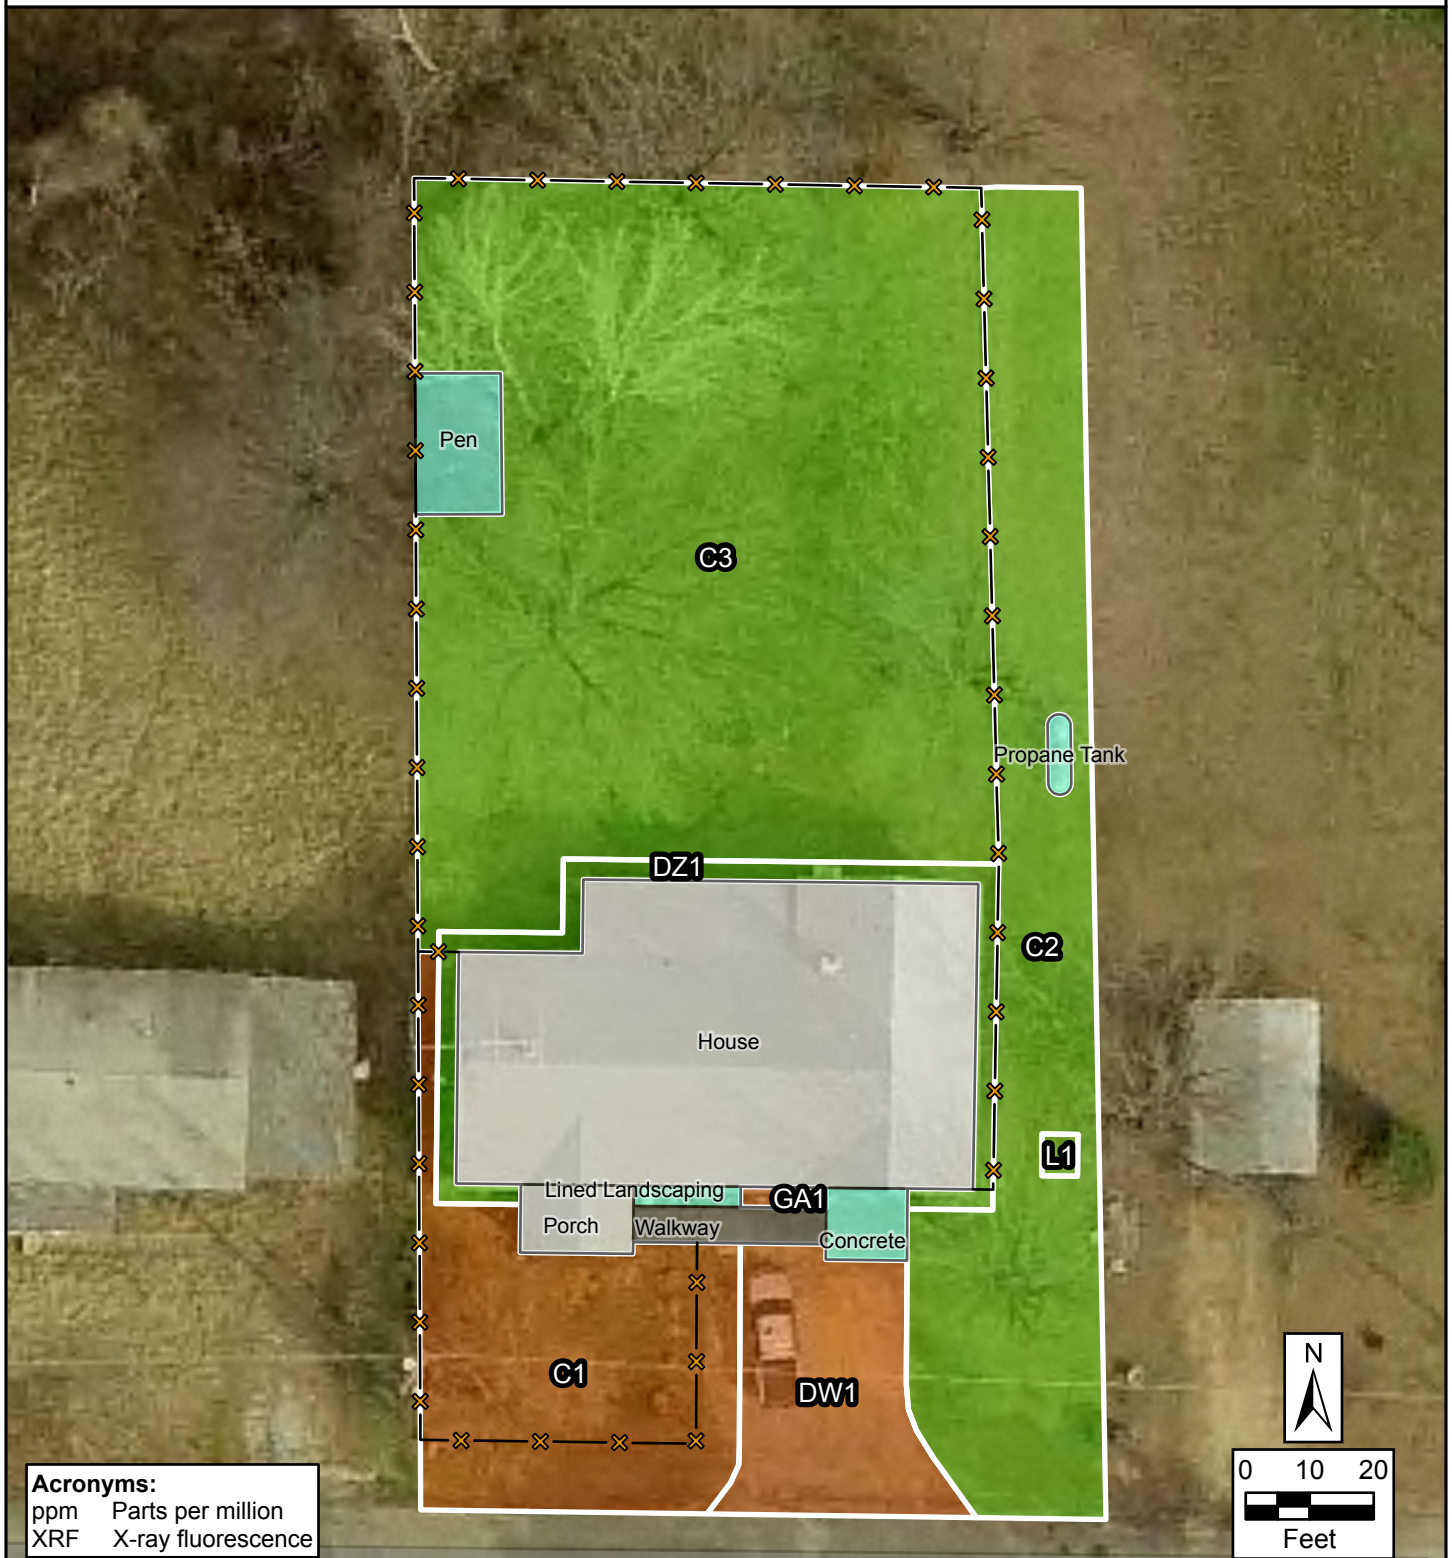 Pen
C3
Propane Tank
DZ1
C2
House
L1
Lined Landscaping
GA1
Porch
Walkway
Concrete
C1
DW1
N
0 10 20
Feet
Acronyms:
ppm Parts per million
XRF X-ray fluorescence